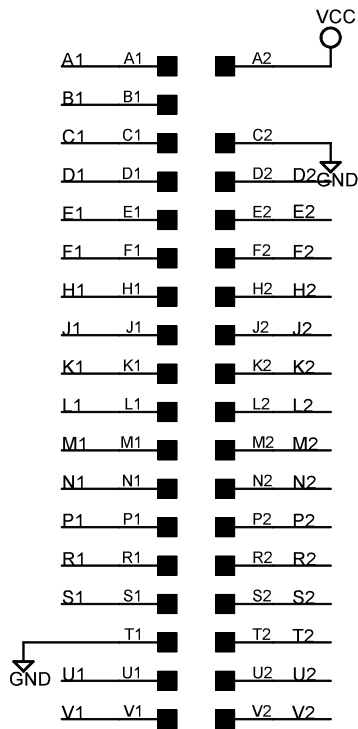 VCC
A1 A1 A2
B1 B1
C1 C1 C2
D1 D1 D2 D2
GND
E1 E1 E2 E2
F1 F1 F2 F2
H1 H1 H2 H2
J1 J1 J2 J2
K1 K1 K2 K2
L1 L1 L2 L2
M1 M1 M2 M2
N1 N1 N2 N2
P1 P1 P2 P2
R1 R1 R2 R2
S1 S1 S2 S2
T1 T2 T2
GND U1 U1 U2 U2
V1 V1 V2 V2